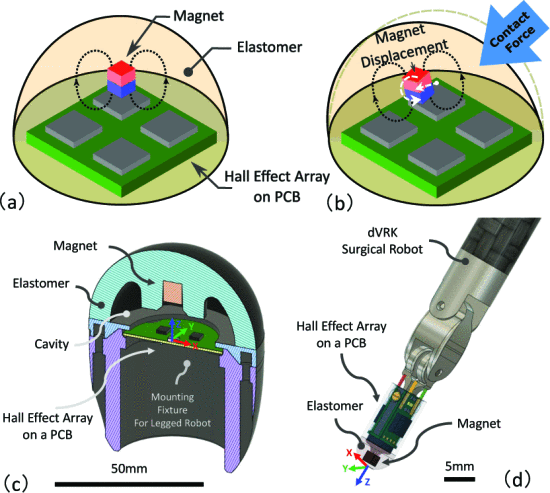 (a)
Magnet
Elastomer
Hall Effect Array
on PCB
(b)
Magnet
Displacement
Contact
Force
(c)
Magnet
Elastomer
Cavity
Hall Effect Array
on a PCB
Mounting
Fixture
For Legged Robot
Z
Y
X
50mm
(d)
dVRK
Surgical Robot
Hall Effect Array
on a PCB
Elastomer
Magnet
X
Y
Z
5mm